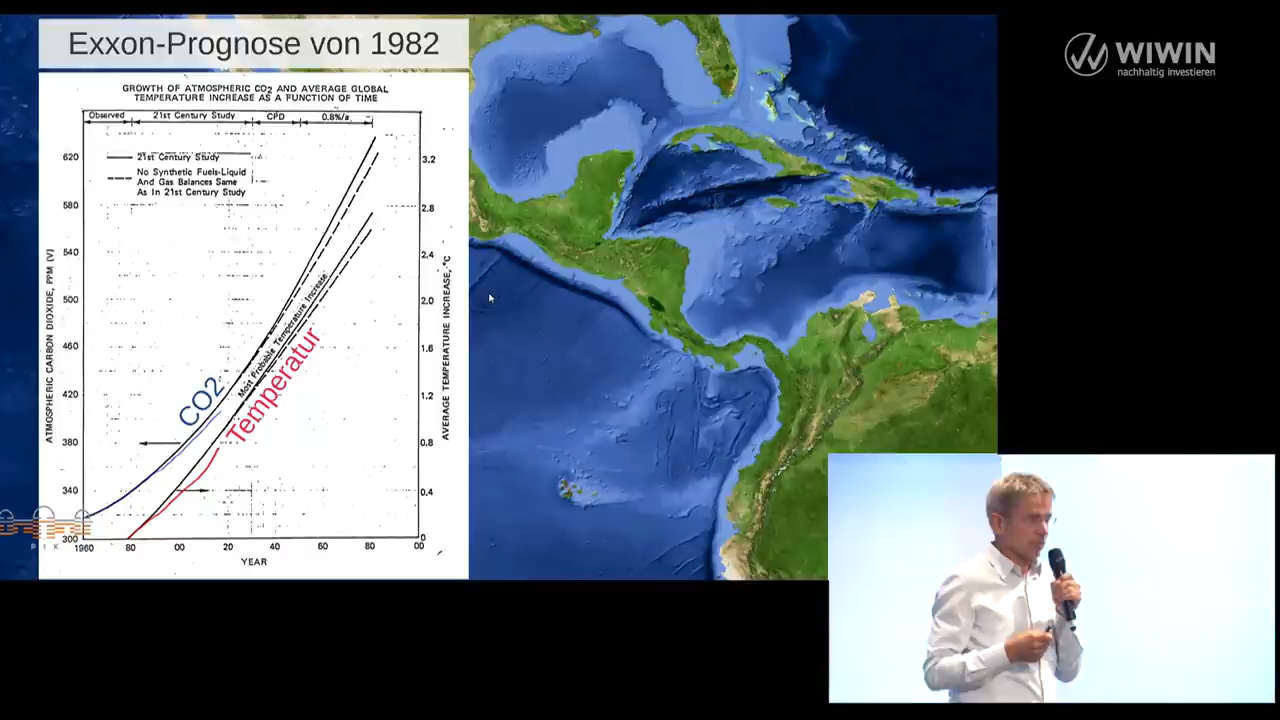 Exxon-Prognose von 1982
WIWIN
nachhaltig investieren
GROWTH OF ATMOSPHERIC CO2 AND AVERAGE GLOBAL
TEMPERATURE INCREASE AS A FUNCTION OF TIME
Observed 21st Century Study CPD 0.8%/a
21st Century Study
No Synthetic Fuels-Liquid
And Gas Balances Same
As In 21st Century Study
ATMOSPHERIC CARBON DIOXIDE, PPM (V)
620
580
540
500
460
420
380
340
300
3.2
2.8
2.4
2.0
1.6
1.2
0.8
0.4
0
AVERAGE TEMPERATURE INCREASE, °C
Most Probable Temperature Increase
CO2
Temperatur
P I K
1960 80 00 20 40 60 80 00
YEAR